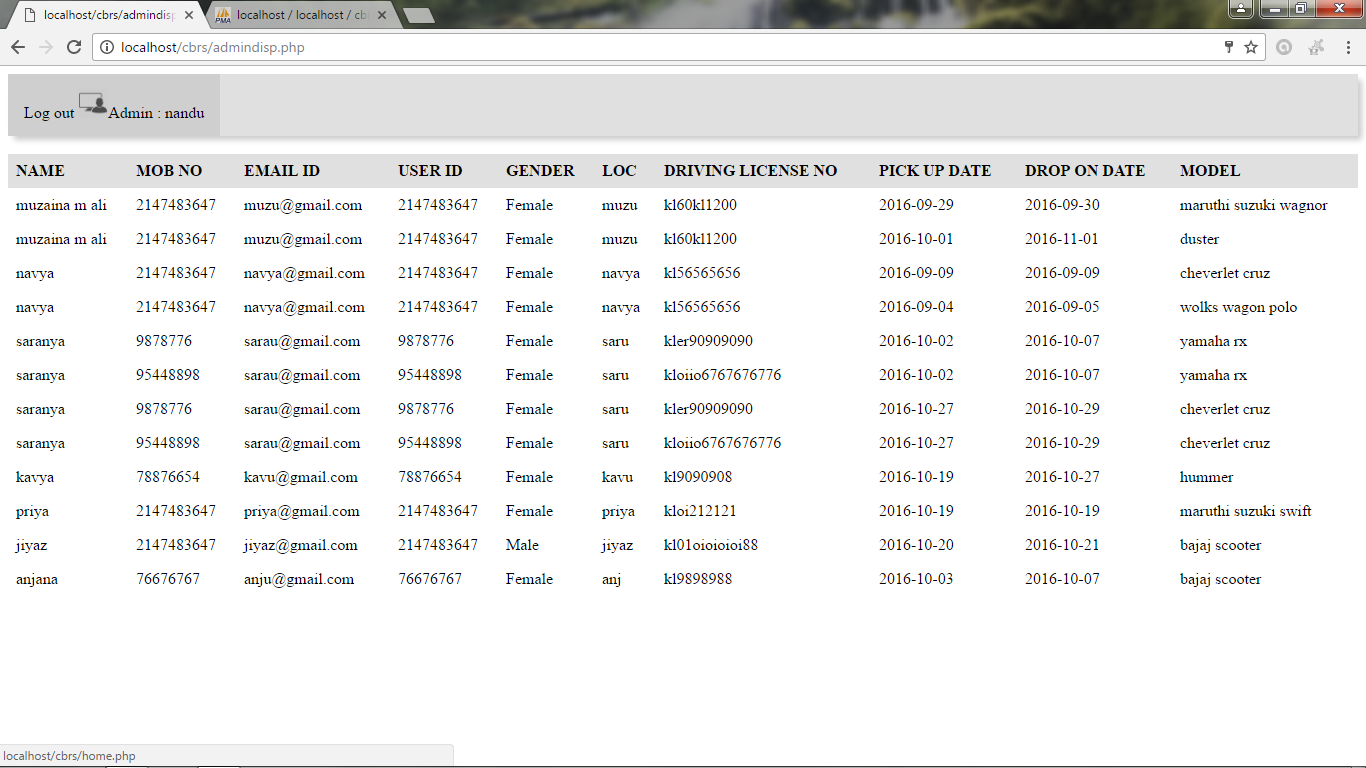 localhost/cbrs/admindisp localhost / localhost / cb
localhost/cbrs/admindisp.php
Log out Admin : nandu
NAME MOB NO EMAIL ID USER ID GENDER LOC DRIVING LICENSE NO PICK UP DATE DROP ON DATE MODEL
muzaina m ali 2147483647 muzu@gmail.com 2147483647 Female muzu kl60kl1200 2016-09-29 2016-09-30 maruthi suzuki wagnor
muzaina m ali 2147483647 muzu@gmail.com 2147483647 Female muzu kl60kl1200 2016-10-01 2016-11-01 duster
navya 2147483647 navya@gmail.com 2147483647 Female navya kl56565656 2016-09-09 2016-09-09 cheverlet cruz
navya 2147483647 navya@gmail.com 2147483647 Female navya kl56565656 2016-09-04 2016-09-05 wolks wagon polo
saranya 9878776 sarau@gmail.com 9878776 Female saru kler90909090 2016-10-02 2016-10-07 yamaha rx
saranya 95448898 sarau@gmail.com 95448898 Female saru kloiio6767676776 2016-10-02 2016-10-07 yamaha rx
saranya 9878776 sarau@gmail.com 9878776 Female saru kler90909090 2016-10-27 2016-10-29 cheverlet cruz
saranya 95448898 sarau@gmail.com 95448898 Female saru kloiio6767676776 2016-10-27 2016-10-29 cheverlet cruz
kavya 78876654 kavu@gmail.com 78876654 Female kavu kl9090908 2016-10-19 2016-10-27 hummer
priya 2147483647 priya@gmail.com 2147483647 Female priya kloi212121 2016-10-19 2016-10-19 maruthi suzuki swift
jiyaz 2147483647 jiyaz@gmail.com 2147483647 Male jiyaz kl01oioioioi88 2016-10-20 2016-10-21 bajaj scooter
anjana 76676767 anju@gmail.com 76676767 Female anj kl9898988 2016-10-03 2016-10-07 bajaj scooter
localhost/cbrs/home.php